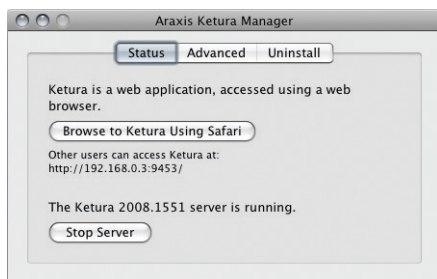 Araxis Ketura Manager
Status Advanced Uninstall
Ketura is a web application, accessed using a web
browser.
Browse to Ketura Using Safari
Other users can access Ketura at:
http://192.168.0.3:9453/
The Ketura 2008.1551 server is running.
Stop Server